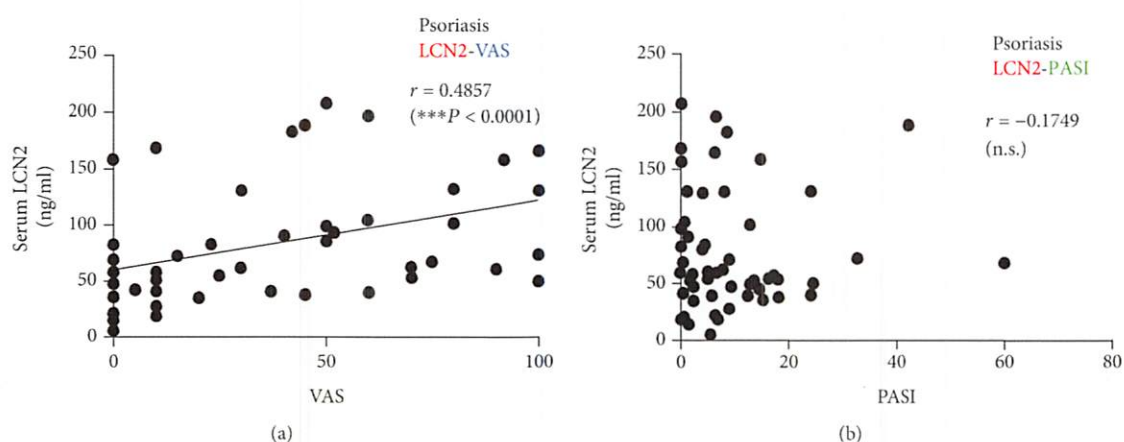 Psoriasis
LCN2-VAS
r = 0.4857
(***P < 0.0001)
250
200
150
100
50
0
Serum LCN2
(ng/ml)
0
50
100
VAS
(a)
Psoriasis
LCN2-PASI
r = −0.1749
(n.s.)
250
200
150
100
50
0
Serum LCN2
(ng/ml)
0
20
40
60
80
PASI
(b)